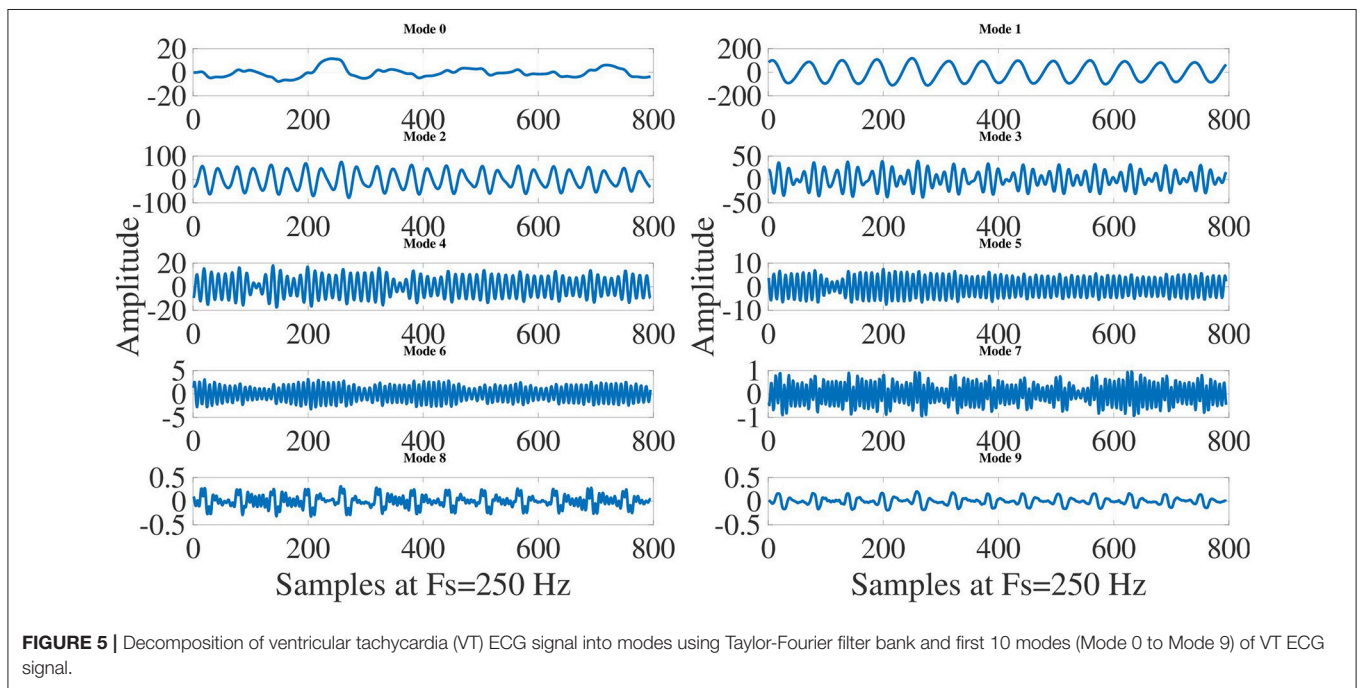 Mode 0
20
0
-20
0 200 400 600 800
Mode 1
200
0
-200
0 200 400 600 800
Mode 2
100
0
-100
0 200 400 600 800
Mode 3
50
0
-50
0 200 400 600 800
Mode 4
20
0
-20
0 200 400 600 800
Mode 5
10
0
-10
0 200 400 600 800
Mode 6
5
0
-5
0 200 400 600 800
Mode 7
1
0
-1
0 200 400 600 800
Mode 8
0.5
0
-0.5
0 200 400 600 800
Mode 9
0.5
0
-0.5
0 200 400 600 800
Amplitude
Amplitude
Samples at Fs=250 Hz
Samples at Fs=250 Hz
FIGURE 5 | Decomposition of ventricular tachycardia (VT) ECG signal into modes using Taylor-Fourier filter bank and first 10 modes (Mode 0 to Mode 9) of VT ECG
signal.